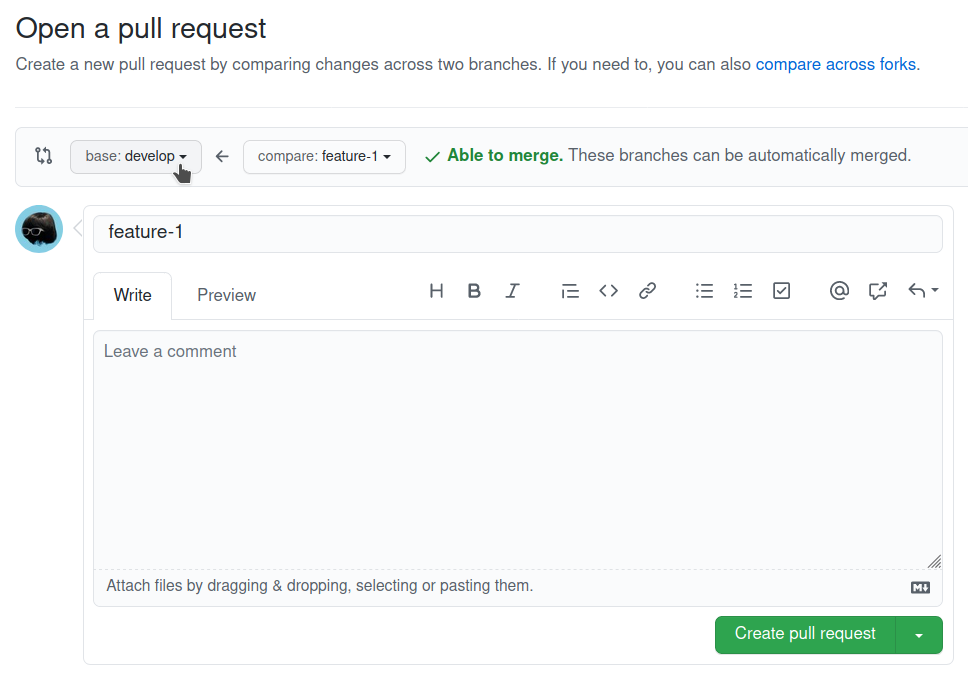 Open a pull request
Create a new pull request by comparing changes across two branches. If you need to, you can also compare across forks.
base: develop
compare: feature-1
Able to merge. These branches can be automatically merged.
feature-1
Write
Preview
Leave a comment
Attach files by dragging & dropping, selecting or pasting them.
Create pull request